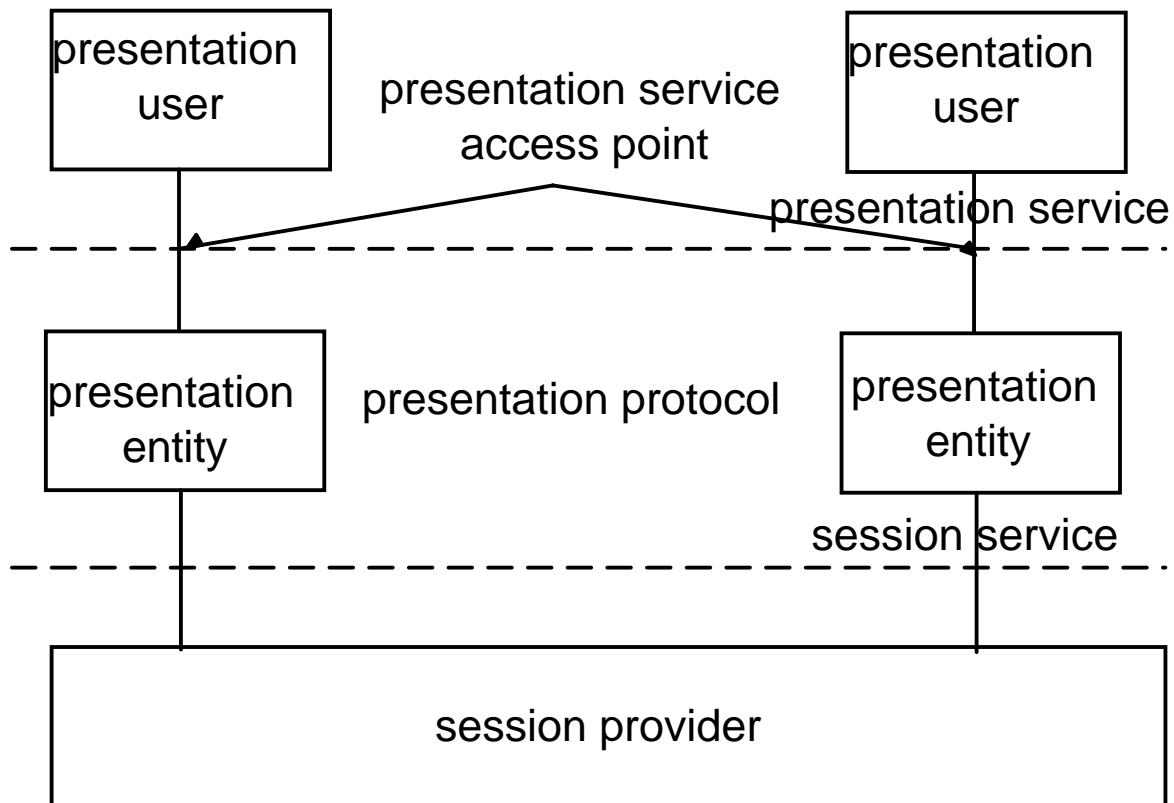 presentation
user
presentation service
access point
presentation
user
presentation service
presentation
entity
presentation protocol
presentation
entity
session service
session provider